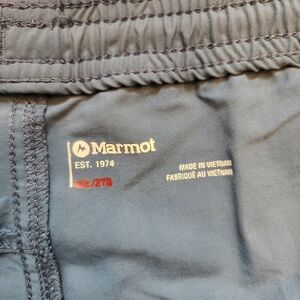 Marmot
EST. 1974
MADE IN VIETNAM
FABRIQUÉ AU VIETNAM